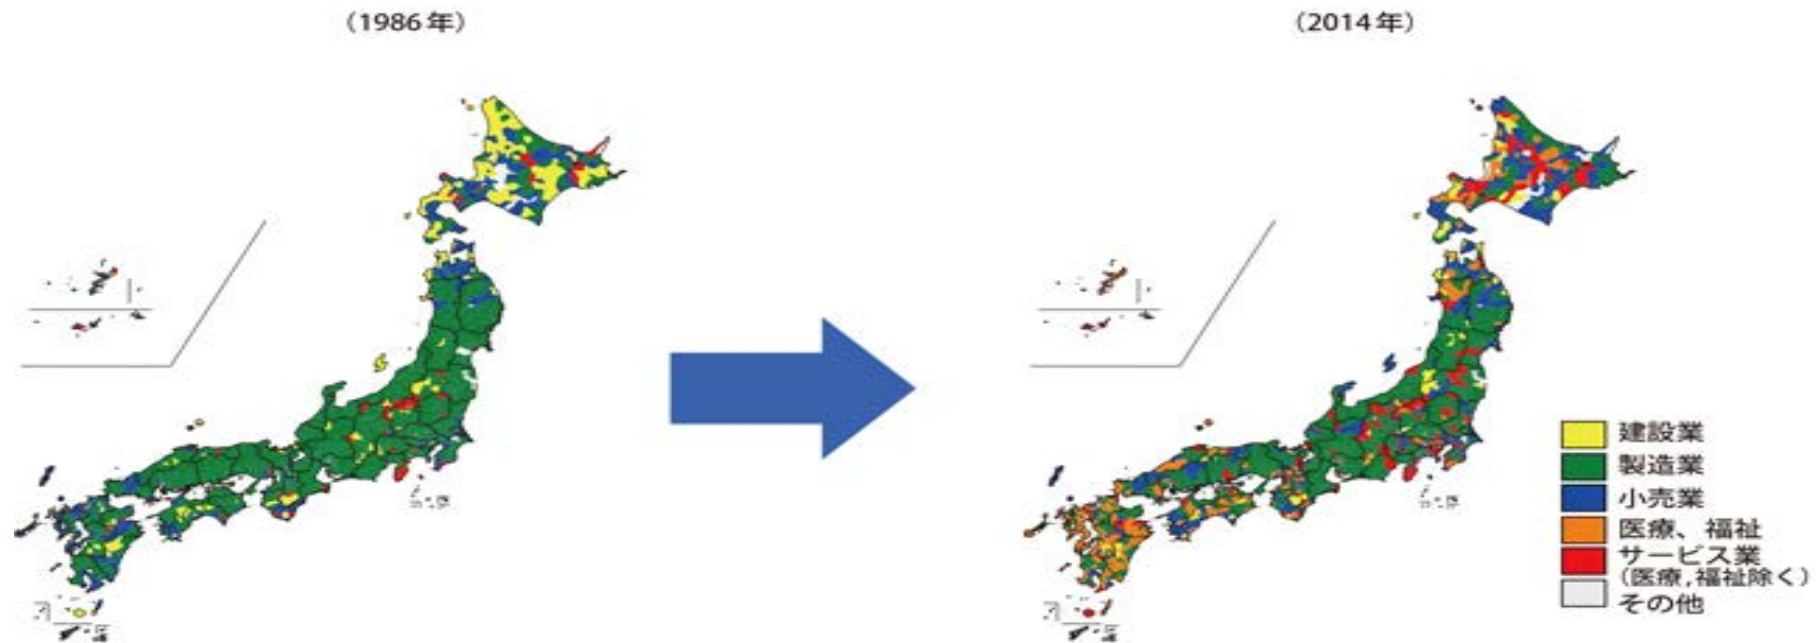 （1986年）
（2014年）
建設業
製造業
小売業
医療、福祉
サービス業
（医療,福祉除く）
その他